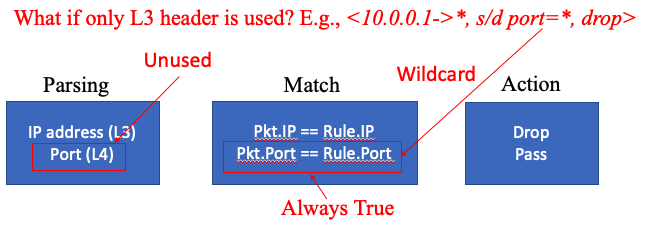 What if only L3 header is used? E.g., <10.0.0.1->*, s/d port=*, drop>
Unused
Wildcard
Parsing
Match
Action
IP address (L3)
Port (L4)
Pkt.IP == Rule.IP
Pkt.Port == Rule.Port
Drop
Pass
Always True